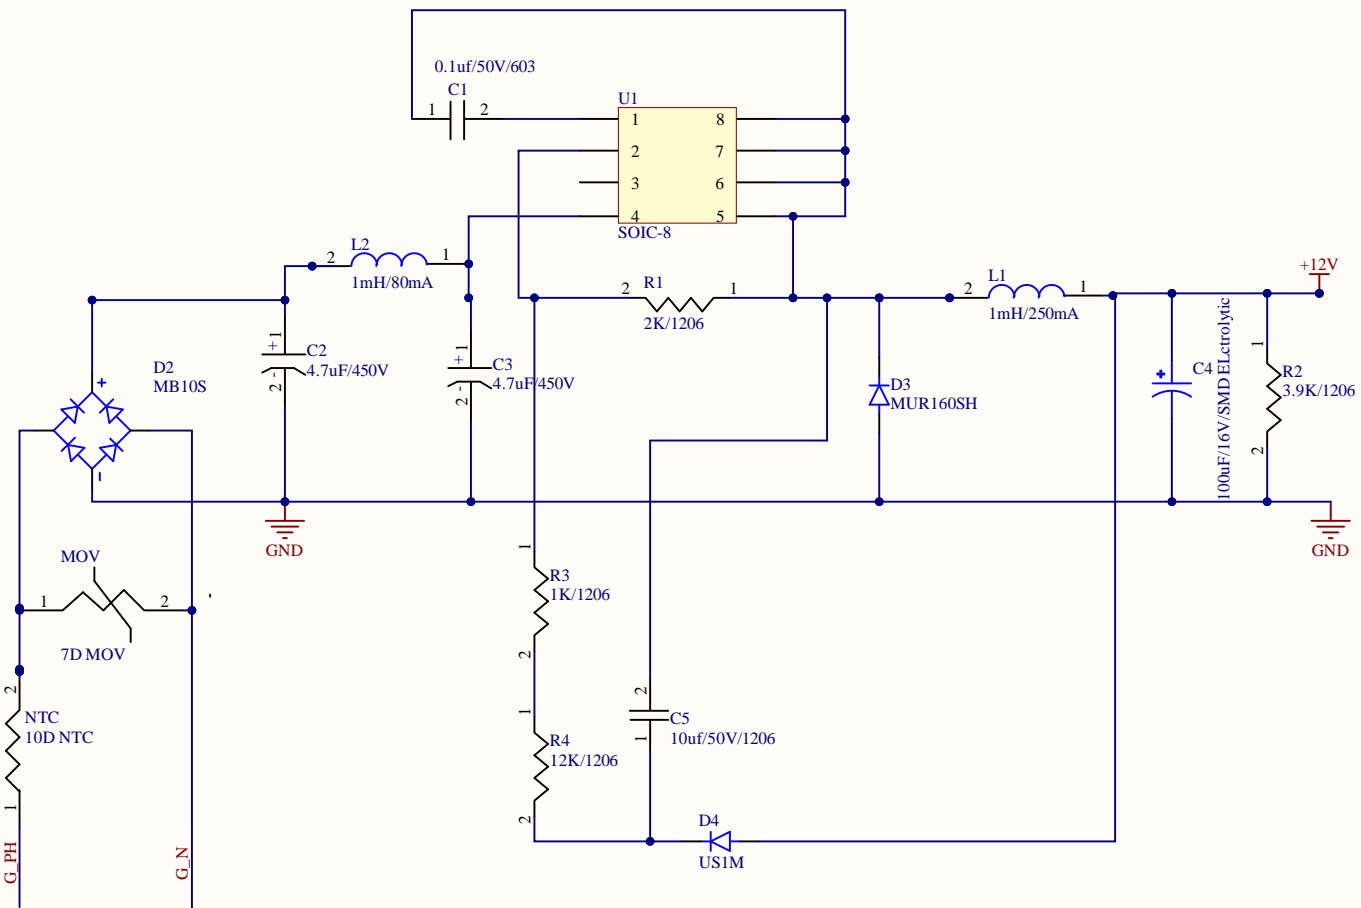 0.1uf/50V/603
C1
1
2
U1
1
8
2
7
3
6
4
5
SOIC-8
L2
2
1
1mH/80mA
R1
2
1
2K/1206
L1
2
1
1mH/250mA
+12V
D2
MB10S
+
-
+ 1
2 -
C2
4.7uF/450V
+ 1
2 -
C3
4.7uF/450V
D3
MUR160SH
+
C4
100uF/16V/SMD ELctrolytic
1
R2
3.9K/1206
2
GND
GND
MOV
1
2
7D MOV
1
R3
1K/1206
2
2
NTC
10D NTC
1
1
R4
12K/1206
2
2
C5
1
10uf/50V/1206
D4
US1M
G_PH
G_N